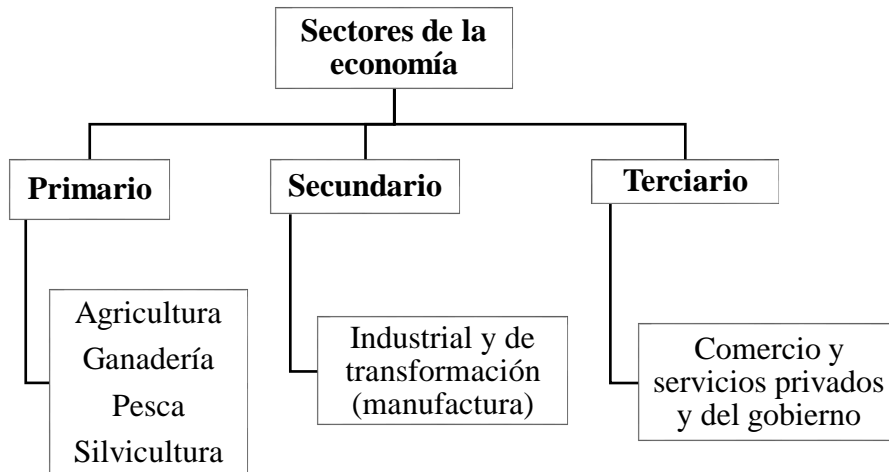 Sectores de la
economía
Primario
Secundario
Terciario
Agricultura
Ganadería
Pesca
Silvicultura
Industrial y de
transformación
(manufactura)
Comercio y
servicios privados
y del gobierno